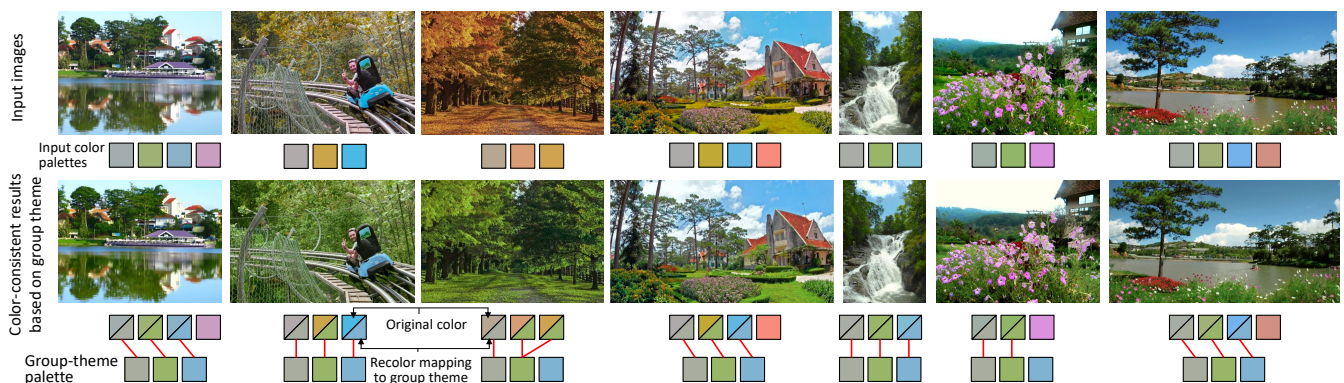 Input images
Input color
palettes
Color-consistent results
based on group theme
Original color
Recolor mapping
to group theme
Group-theme
palette